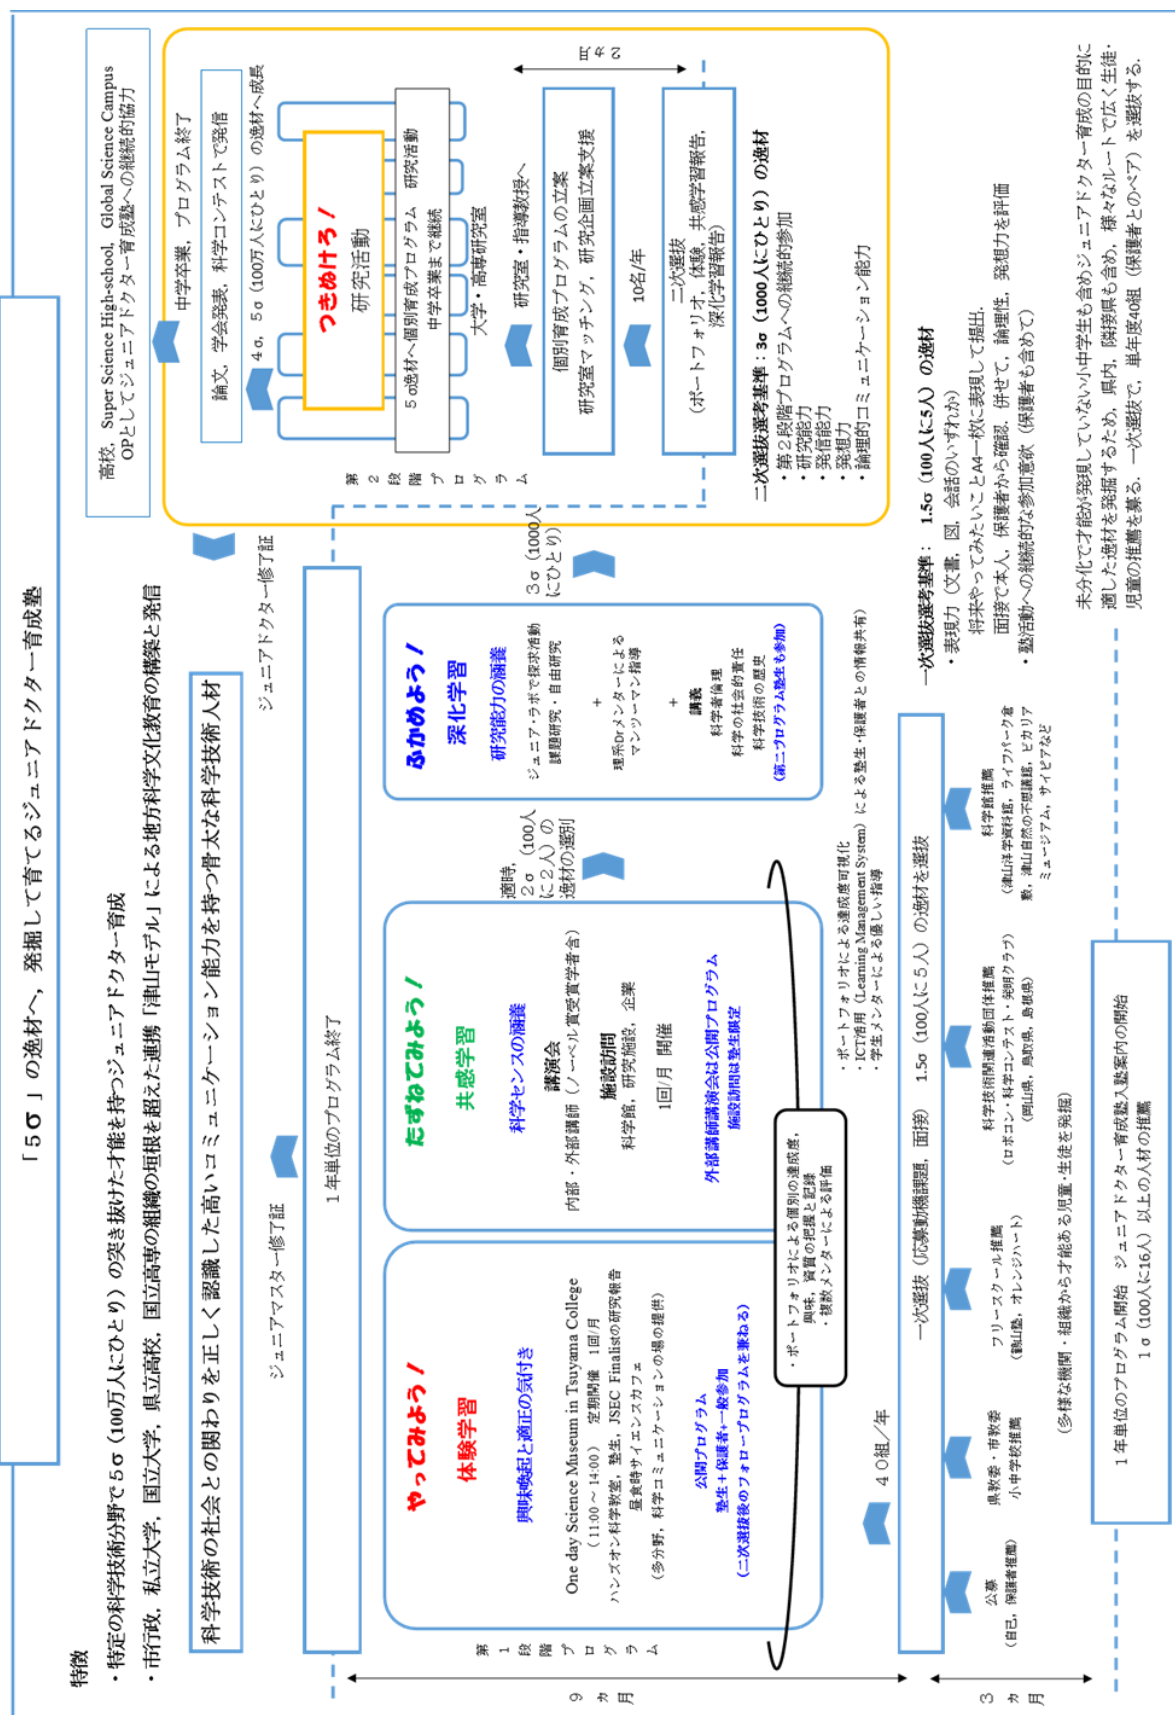 「5σ」の逸材へ，発掘して育てるジュニアドクター育成塾
特徴
・特定の科学技術分野で5σ（100万人にひとり）の突き抜けた才能を持つジュニアドクター育成
・市行政，私立大学，国立大学，県立高校，国立高専の組織の垣根を超えた連携「津山モデル」による地方科学文化教育の構築と発信
科学技術の社会との関わりを正しく認識した高いコミュニケーション能力を持つ骨太な科学技術人材
高校，Super Science High-school，Global Science Campus
OPとしてジュニアドクター育成塾への継続的協力
ジュニアマスター修了証
ジュニアドクター修了証
中学卒業，プログラム終了
論文，学会発表，科学コンテストで発信
4σ，5σ（100万人にひとり）の逸材へ成長
１年単位のプログラム終了
第１段階プログラム
やってみよう！
体験学習
興味喚起と適正の気付き
One day Science Museum in Tsuyama College
（11:00～14:00）　定期開催　1回/月
ハンズオン科学教室，塾生，JSEC Finalistの研究報告
昼食時サイエンスカフェ
（多分野，科学コミュニケーションの場の提供）
公開プログラム
塾生＋保護者+一般参加
（二次選抜後のフォロープログラムを兼ねる）
たずねてみよう！
共感学習
科学センスの涵養
講演会
内部・外部講師（ノーベル賞受賞学者含）
施設訪問
科学館，研究施設，企業
1回/月 開催
外部講師講演会は公開プログラム
施設訪問は塾生限定
適時，
2σ（100人
に２人）の
逸材の選別
ふかめよう！
深化学習
研究能力の涵養
ジュニア・ラボで探求活動
課題研究・自由研究
+
理系Drメンターによる
マンツーマン指導
+
講義
科学者倫理
科学の社会的責任
科学技術の歴史
（第二プログラム塾生も参加）
3σ（1000人
にひとり）
第２段階プログラム
つきぬけろ！
研究活動
５σ逸材へ個別育成プログラム　研究活動
中学卒業まで継続
大学・高専研究室
研究室・指導教授へ
個別育成プログラムの立案
研究室マッチング，研究企画立案支援
10名/年
２カ月
二次選抜
（ポートフォリオ，体験，共感学習報告，
深化学習報告）
二次選抜選考基準：3σ（1000人にひとり）の逸材
・第２段階プログラムへの継続的参加
・研究能力
・発信能力
・発想力
・論理的コミュニケーション能力
・ポートフォリオによる個別の達成度，
興味，資質の把握と記録
・複数メンターによる評価
・ポートフォリオによる達成度可視化
・ICT活用（Learning Management System）による塾生・保護者との情報共有）
・学生メンターによる優しい指導
９カ月
４０組／年
一次選抜（応募動機課題，面接）　1.5σ（100人に５人）の逸材を選抜
一次選抜選考基準：　1.5σ（100人に5人）の逸材
・表現力（文書，図，会話のいずれか）
将来やってみたいことA4一枚に表現して提出．
面接で本人，保護者から確認．併せて，論理性，発想力を評価
・塾活動への継続的な参加意欲（保護者も含めて）
公募
（自己，保護者推薦）
県教委・市教委
小中学校推薦
フリースクール推薦
（鶴山塾，オレンジハート）
科学技術関連活動団体推薦
（ロボコン・科学コンテスト・発明クラブ）
（岡山県，鳥取県，島根県）
科学館推薦
（津山洋学資料館，ライフパーク倉
敷，津山自然の不思議館，ビカリア
ミュージアム，サイピアなど
（多様な機関・組織から才能ある児童・生徒を発掘）
３カ月
１年単位のプログラム開始　ジュニアドクター育成塾入塾案内の開始
1σ（100人に16人）以上の人材の推薦
未分化で才能が発現していない小中学生も含めジュニアドクター育成の目的に
適した逸材を発掘するため，県内，隣接県も含め，様々なルートで広く生徒・
児童の推薦を募る．一次選抜で，単年度40組（保護者とのペア）を選抜する．